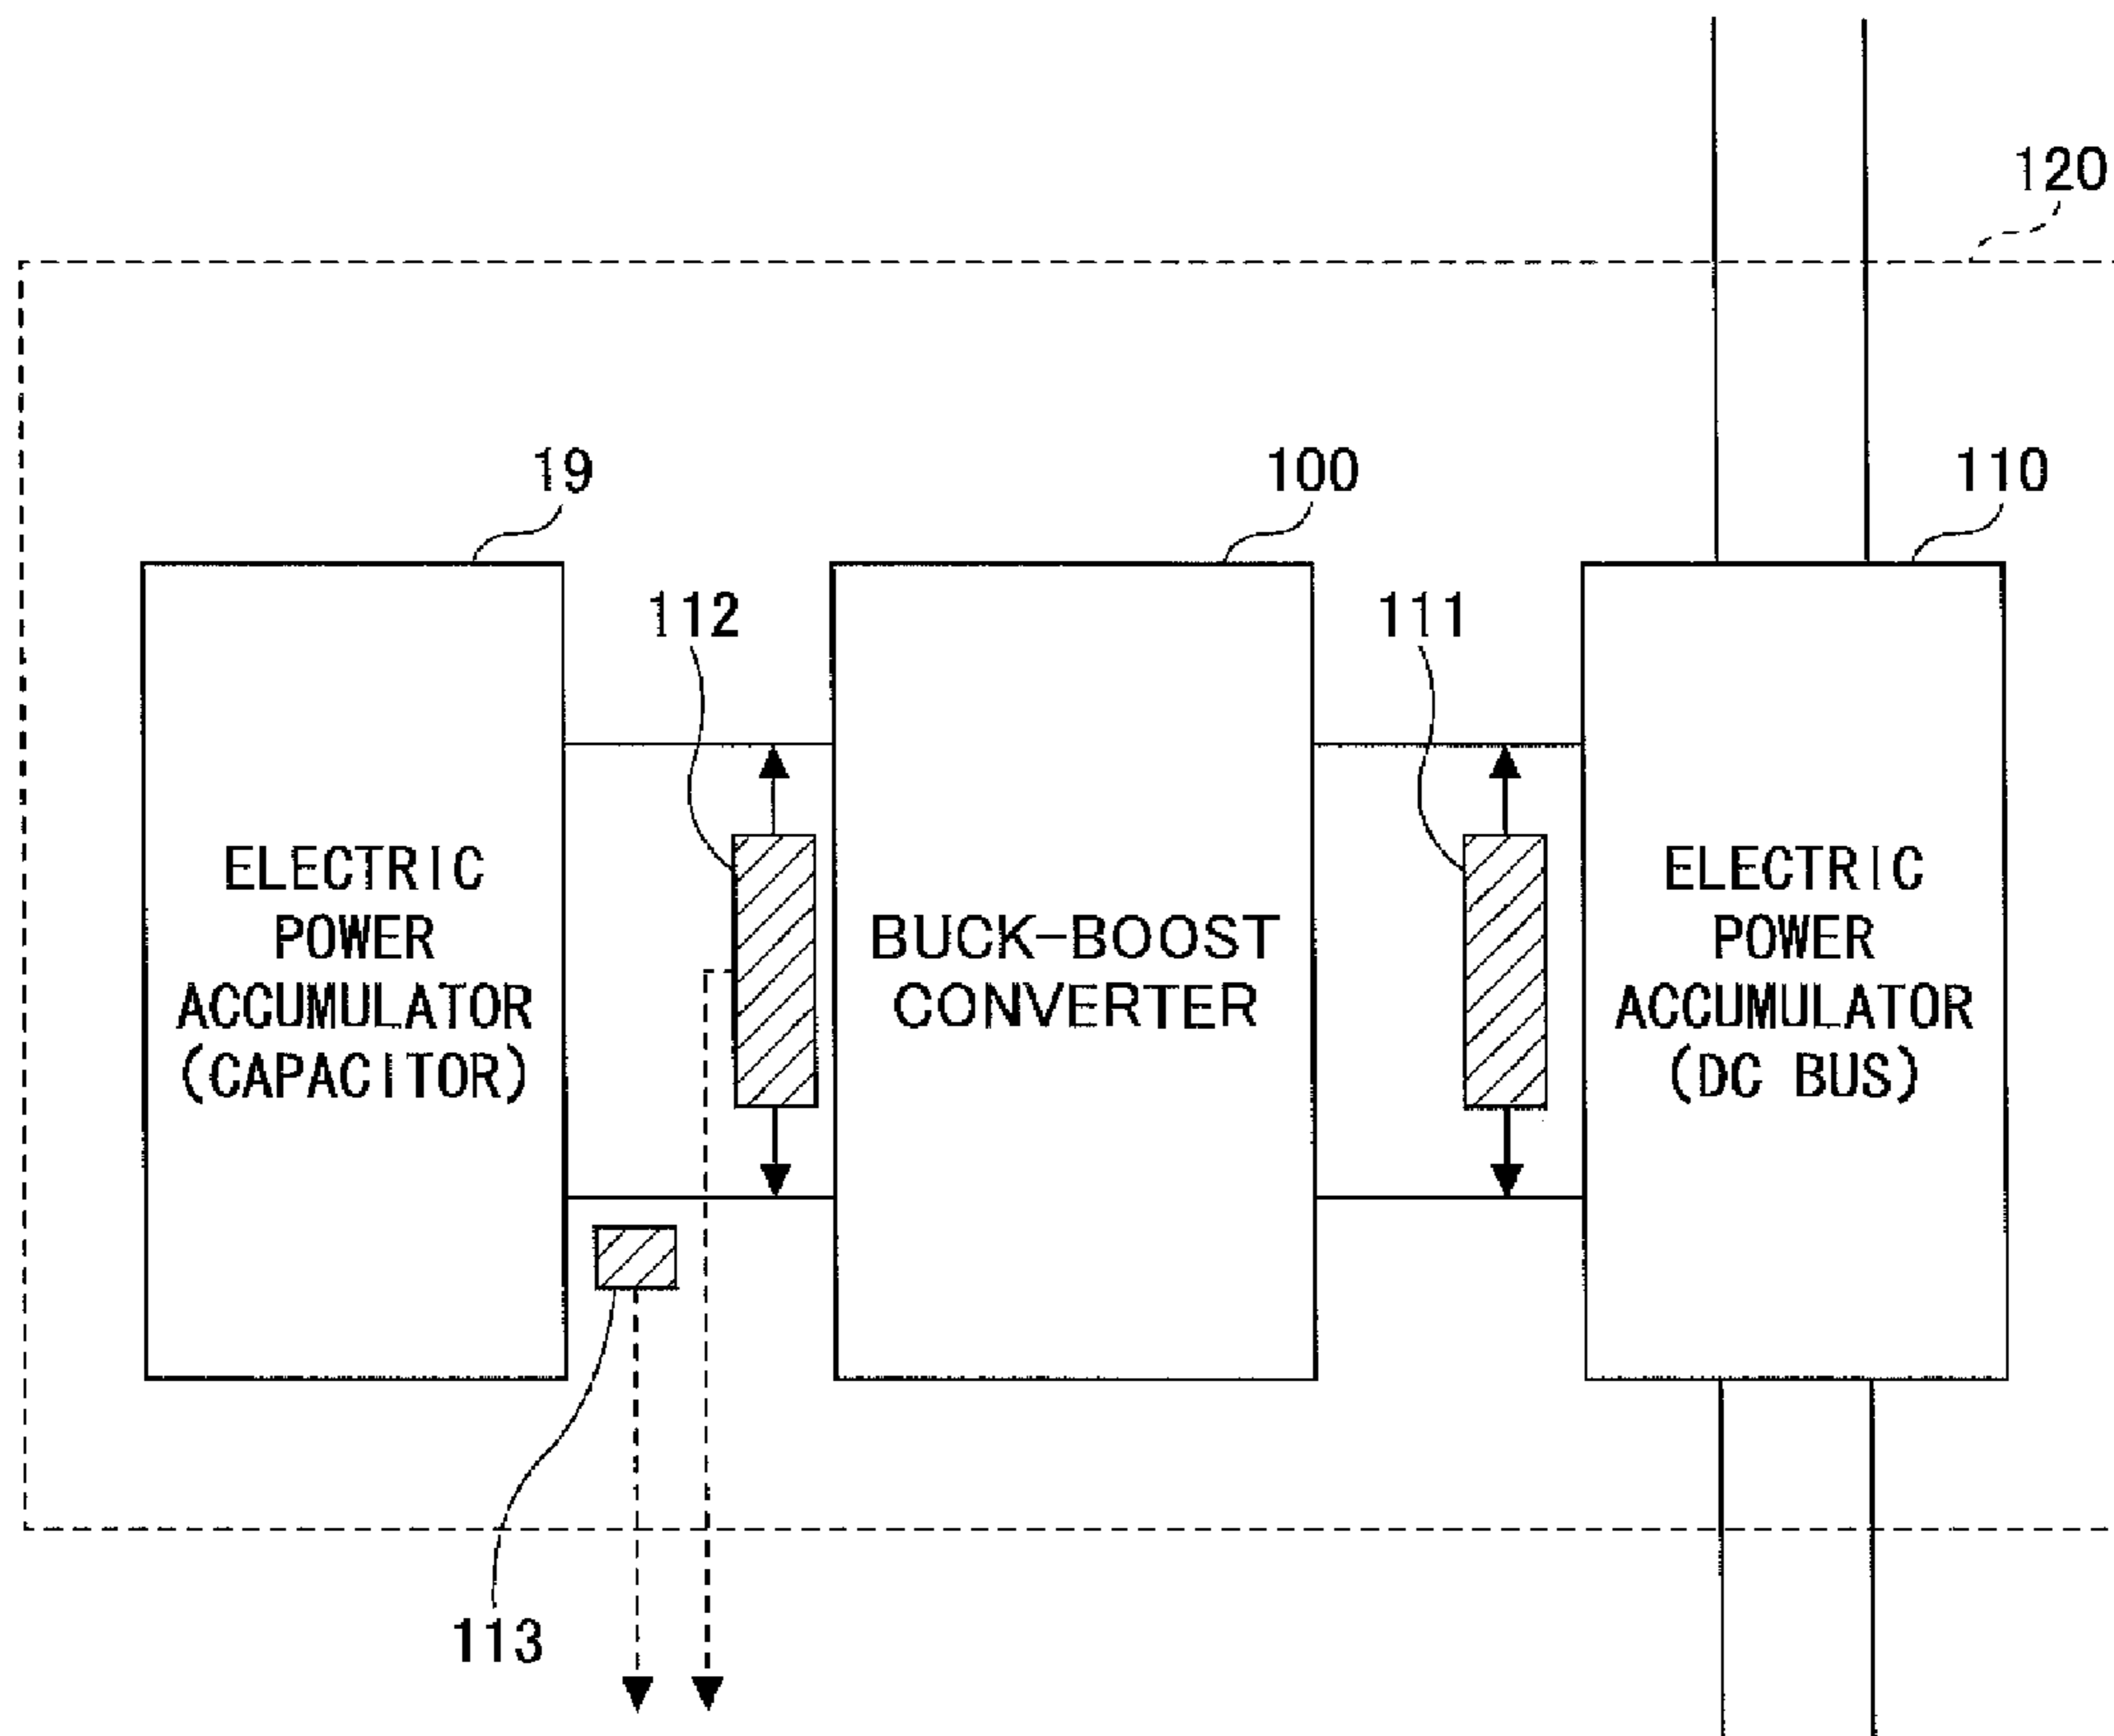 120
19
100
110
112
111
ELECTRIC
POWER
ACCUMULATOR
(CAPACITOR)
BUCK-BOOST
CONVERTER
ELECTRIC
POWER
ACCUMULATOR
(DC BUS)
113